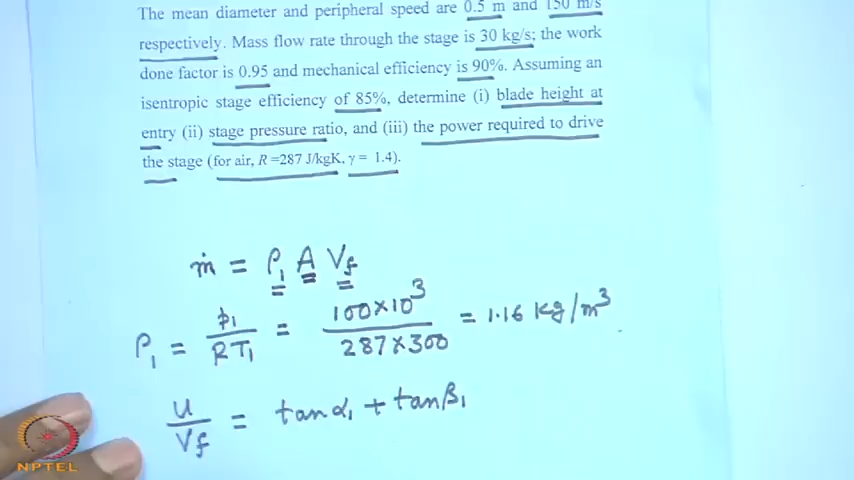 The mean diameter and peripheral speed are 0.5 m and 150 m/s
respectively. Mass flow rate through the stage is 30 kg/s; the work
done factor is 0.95 and mechanical efficiency is 90%. Assuming an
isentropic stage efficiency of 85%, determine (i) blade height at
entry (ii) stage pressure ratio, and (iii) the power required to drive
the stage (for air, R =287 J/kgK, γ = 1.4).
ṁ = ρ₁ A V_f
ρ₁ = p₁/RT₁ = 100×10³/287×300 = 1.16 kg/m³
u/V_f = tanα₁ + tanβ₁
NPTEL